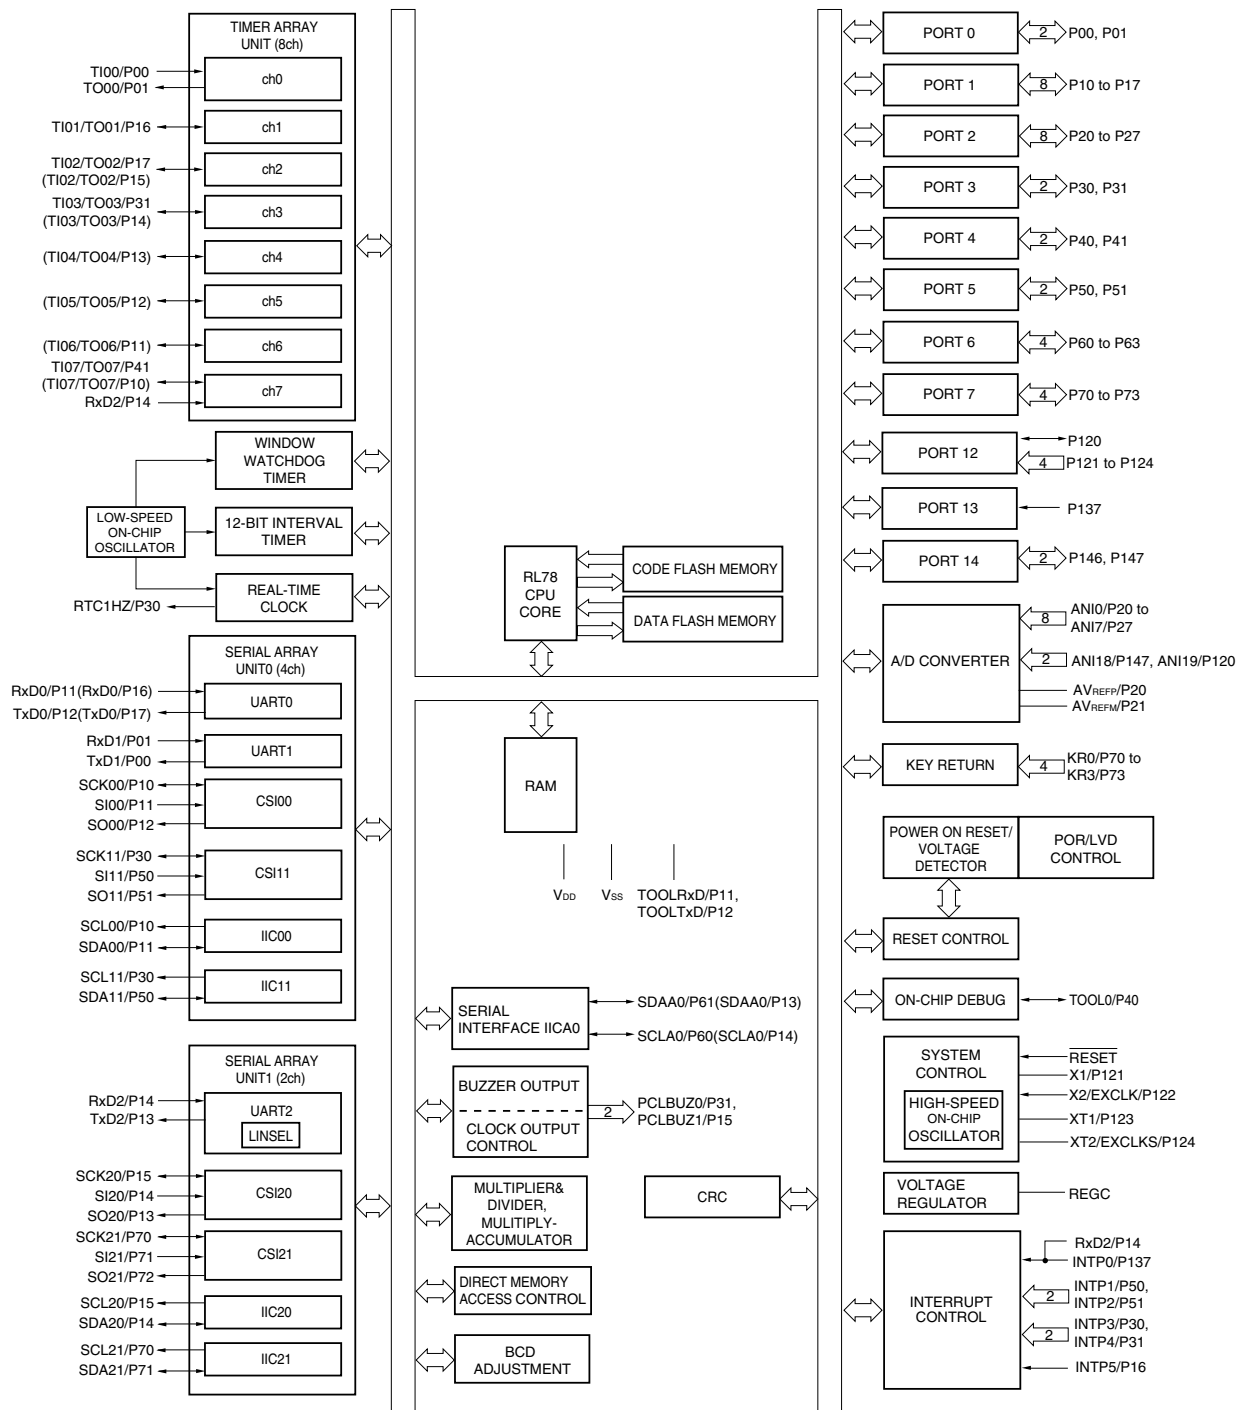 TIMER ARRAY
UNIT (8ch)
TI00/P00
TO00/P01
ch0
TI01/TO01/P16
ch1
TI02/TO02/P17
(TI02/TO02/P15)
ch2
TI03/TO03/P31
(TI03/TO03/P14)
ch3
(TI04/TO04/P13)
ch4
(TI05/TO05/P12)
ch5
(TI06/TO06/P11)
ch6
TI07/TO07/P41
(TI07/TO07/P10)
RxD2/P14
ch7
WINDOW
WATCHDOG
TIMER
LOW-SPEED
ON-CHIP
OSCILLATOR
12-BIT INTERVAL
TIMER
REAL-TIME
CLOCK
RTC1HZ/P30
SERIAL ARRAY
UNIT0 (4ch)
RxD0/P11(RxD0/P16)
TxD0/P12(TxD0/P17)
UART0
RxD1/P01
TxD1/P00
UART1
SCK00/P10
SI00/P11
SO00/P12
CSI00
SCK11/P30
SI11/P50
SO11/P51
CSI11
SCL00/P10
SDA00/P11
IIC00
SCL11/P30
SDA11/P50
IIC11
SERIAL ARRAY
UNIT1 (2ch)
RxD2/P14
TxD2/P13
UART2
LINSEL
SCK20/P15
SI20/P14
SO20/P13
CSI20
SCK21/P70
SI21/P71
SO21/P72
CSI21
SCL20/P15
SDA20/P14
IIC20
SCL21/P70
SDA21/P71
IIC21
RL78
CPU
CORE
CODE FLASH MEMORY
DATA FLASH MEMORY
RAM
VDD
VSS
TOOLRxD/P11,
TOOLTxD/P12
SERIAL
INTERFACE IICA0
SDAA0/P61(SDAA0/P13)
SCLA0/P60(SCLA0/P14)
BUZZER OUTPUT
CLOCK OUTPUT
CONTROL
2
PCLBUZ0/P31,
PCLBUZ1/P15
MULTIPLIER&
DIVIDER,
MULITIPLY-
ACCUMULATOR
CRC
DIRECT MEMORY
ACCESS CONTROL
BCD
ADJUSTMENT
PORT 0
2
P00, P01
PORT 1
8
P10 to P17
PORT 2
8
P20 to P27
PORT 3
2
P30, P31
PORT 4
2
P40, P41
PORT 5
2
P50, P51
PORT 6
4
P60 to P63
PORT 7
4
P70 to P73
PORT 12
P120
4
P121 to P124
PORT 13
P137
PORT 14
2
P146, P147
A/D CONVERTER
8
ANI0/P20 to
ANI7/P27
2
ANI18/P147, ANI19/P120
AVREFP/P20
AVREFM/P21
KEY RETURN
4
KR0/P70 to
KR3/P73
POWER ON RESET/
VOLTAGE
DETECTOR
POR/LVD
CONTROL
RESET CONTROL
ON-CHIP DEBUG
TOOL0/P40
SYSTEM
CONTROL
HIGH-SPEED
ON-CHIP
OSCILLATOR
RESET
X1/P121
X2/EXCLK/P122
XT1/P123
XT2/EXCLKS/P124
VOLTAGE
REGULATOR
REGC
INTERRUPT
CONTROL
RxD2/P14
INTP0/P137
2
INTP1/P50,
INTP2/P51
2
INTP3/P30,
INTP4/P31
INTP5/P16